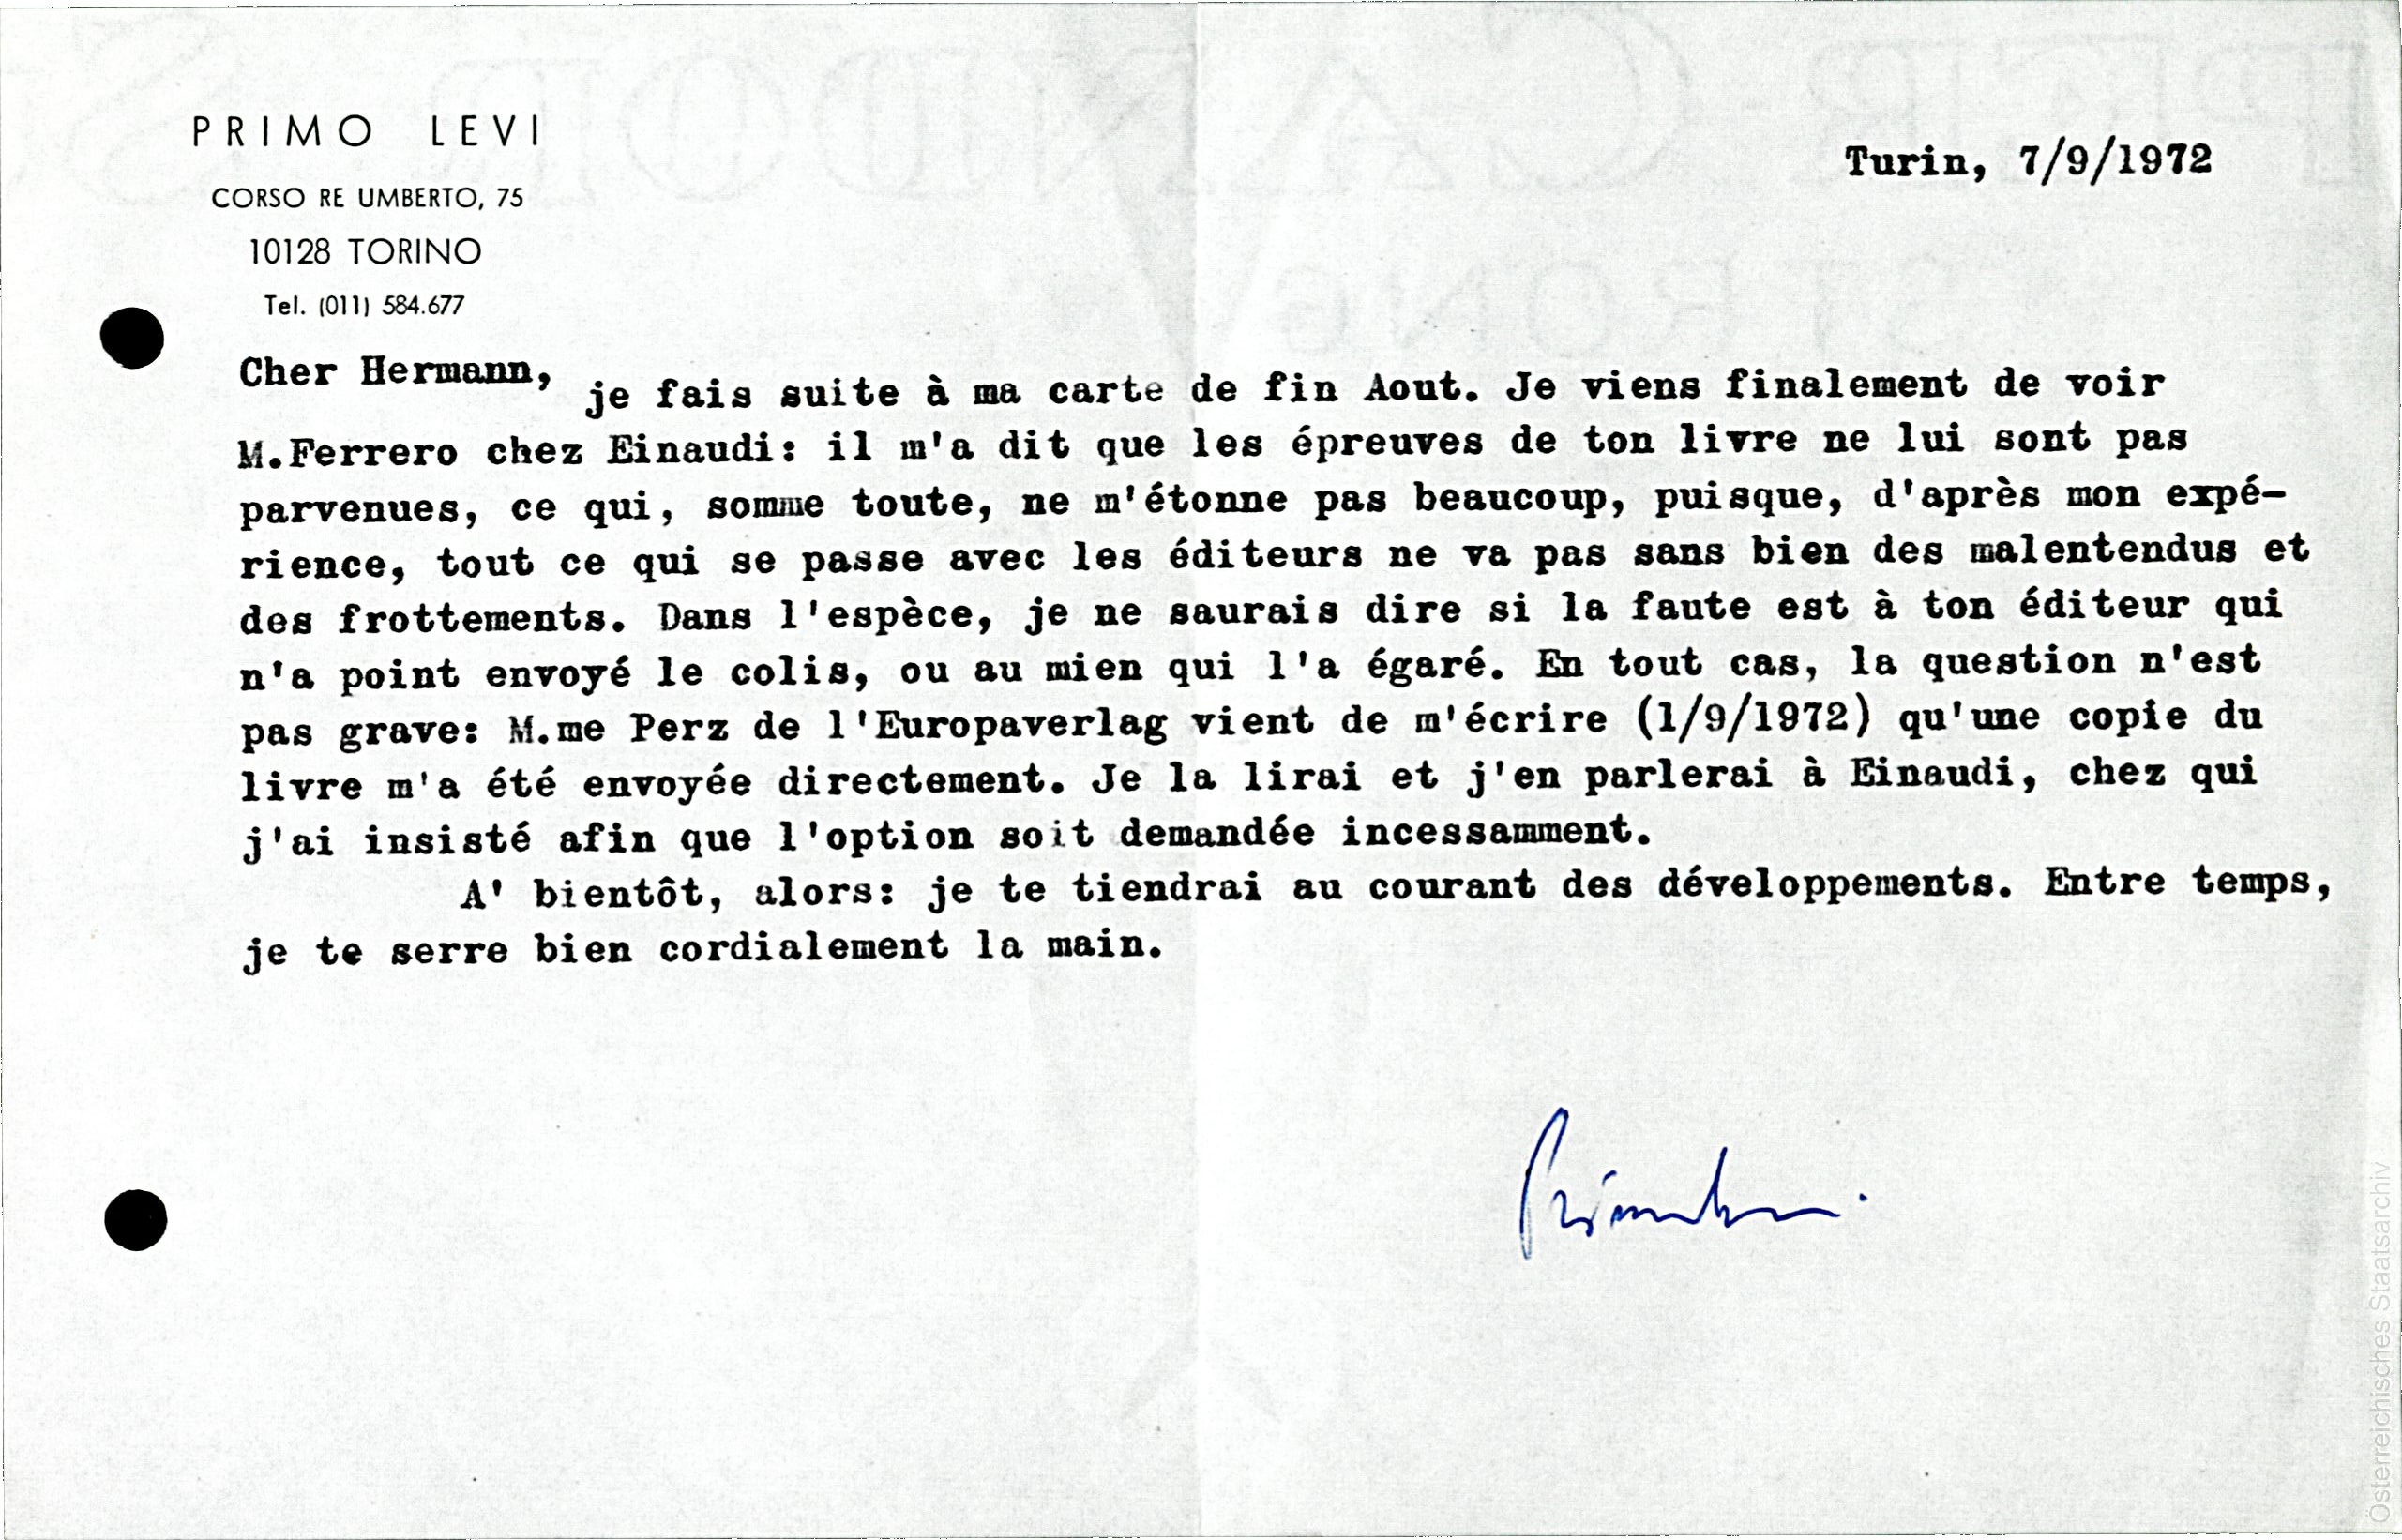 PRIMO LEVI
CORSO RE UMBERTO, 75
10128 TORINO
Tel. (011) 584.677
Turin, 7/9/1972
Cher Hermann,
je fais suite à ma carte de fin Aout. Je viens finalement de voir
M.Ferrero chez Einaudi: il m'a dit que les épreuves de ton livre ne lui sont pas
parvenues, ce qui, somme toute, ne m'étonne pas beaucoup, puisque, d'après mon expé-
rience, tout ce qui se passe avec les éditeurs ne va pas sans bien des malentendus et
des frottements. Dans l'espèce, je ne saurais dire si la faute est à ton éditeur qui
n'a point envoyé le colis, ou au mien qui l'a égaré. En tout cas, la question n'est
pas grave: M.me Perz de l'Europaverlag vient de m'écrire (1/9/1972) qu'une copie du
livre m'a été envoyée directement. Je la lirai et j'en parlerai à Einaudi, chez qui
j'ai insisté afin que l'option soit demandée incessamment.
A' bientôt, alors: je te tiendrai au courant des développements. Entre temps,
je te serre bien cordialement la main.
Österreichisches Staatsarchiv